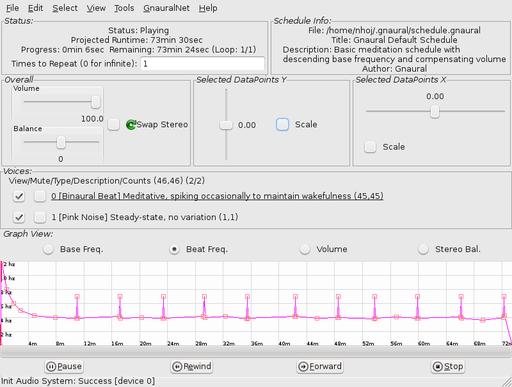 File Edit Select View Tools GnauralNet Help
Status:
Status: Playing
Projected Runtime: 73min 30sec
Progress: 0min 6sec Remaining: 73min 24sec (Loop: 1/1)
Times to Repeat (0 for infinite): 1
Schedule Info:
File: /home/nhoj/.gnaural/schedule.gnaural
Title: Gnaural Default Schedule
Description: Basic meditation schedule with
descending base frequency and compensating volume
Author: Gnaural
Overall
Volume
100.0
Balance
0
Swap Stereo
Selected DataPoints Y
0.00
Scale
Selected DataPoints X
0.00
Scale
Voices:
View/Mute/Type/Description/Counts (46,46) (2/2)
0 [Binaural Beat] Meditative, spiking occasionally to maintain wakefulness (45,45)
1 [Pink Noise] Steady-state, no variation (1,1)
Graph View:
Base Freq. Beat Freq. Volume Stereo Bal.
2 hz
0 hz
8 hz
6 hz
4 hz
2 hz
4m 8m 12m 16m 20m 24m 28m 32m 36m 40m 44m 48m 52m 56m 60m 64m 68m 72m
Pause Rewind Forward Stop
Init Audio System: Success [device 0]